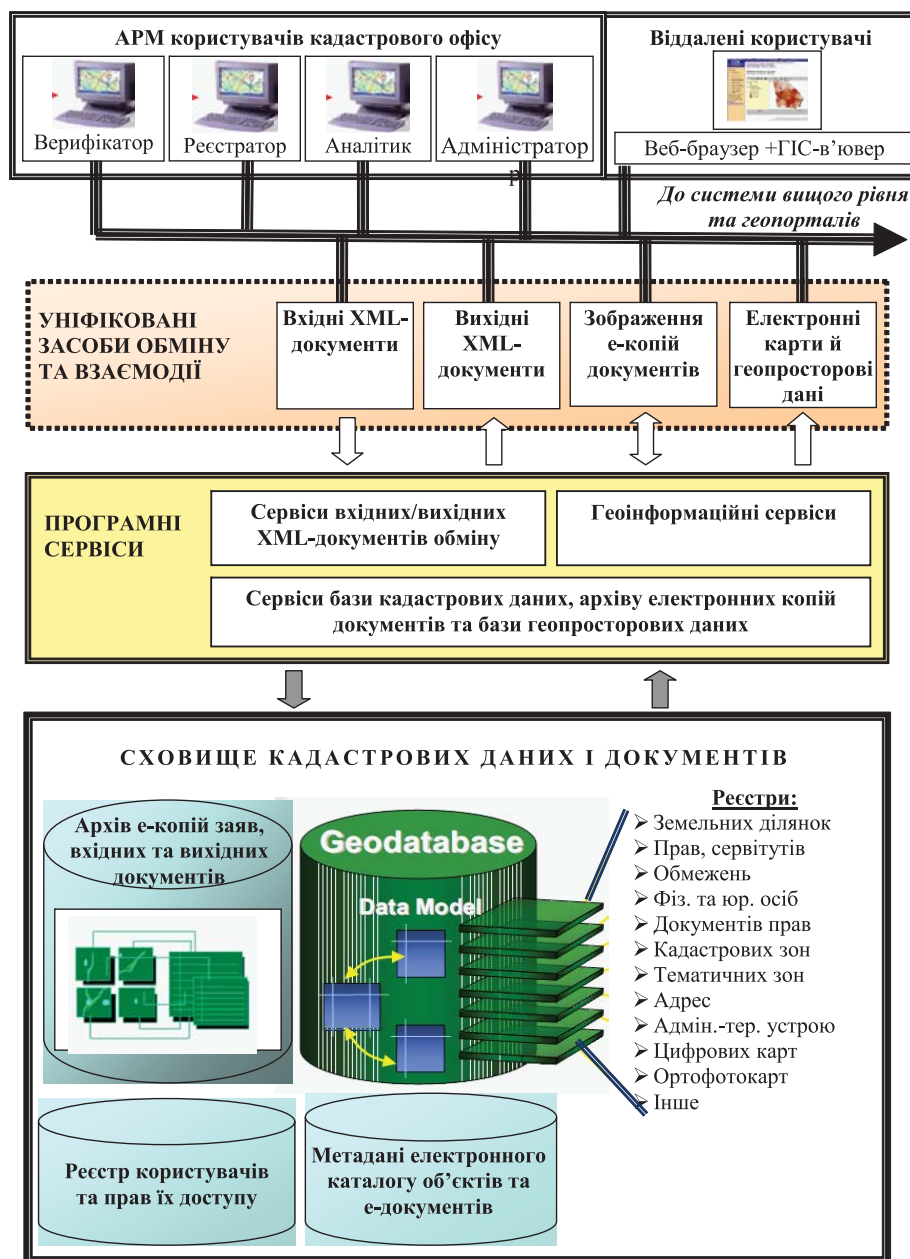 АРМ користувачів кадастрового офісу
Верифікатор
Реєстратор
Аналітик
Адміністратор
р
Віддалені користувачі
Веб-браузер +ГІС-в’ювер
До системи вищого рівня
та геопорталів
УНІФІКОВАНІ
ЗАСОБИ ОБМІНУ
ТА ВЗАЄМОДІЇ
Вхідні XML-
документи
Вихідні
XML-
документи
Зображення
е-копій
документів
Електронні
карти й
геопросторові
дані
ПРОГРАМНІ
СЕРВІСИ
Сервіси вхідних/вихідних
XML-документів обміну
Геоінформаційні сервіси
Сервіси бази кадастрових даних, архіву електронних копій
документів та бази геопросторових даних
СХОВИЩЕ КАДАСТРОВИХ ДАНИХ І ДОКУМЕНТІВ
Архів е-копій заяв,
вхідних та вихідних
документів
Geodatabase
Data Model
Реєстри:
➢ Земельних ділянок
➢ Прав, сервітутів
➢ Обмежень
➢ Фіз. та юр. осіб
➢ Документів прав
➢ Кадастрових зон
➢ Тематичних зон
➢ Адрес
➢ Адмін.-тер. устрою
➢ Цифрових карт
➢ Ортофотокарт
➢ Інше
Реєстр користувачів
та прав їх доступу
Метадані електронного
каталогу об’єктів та
е-документів